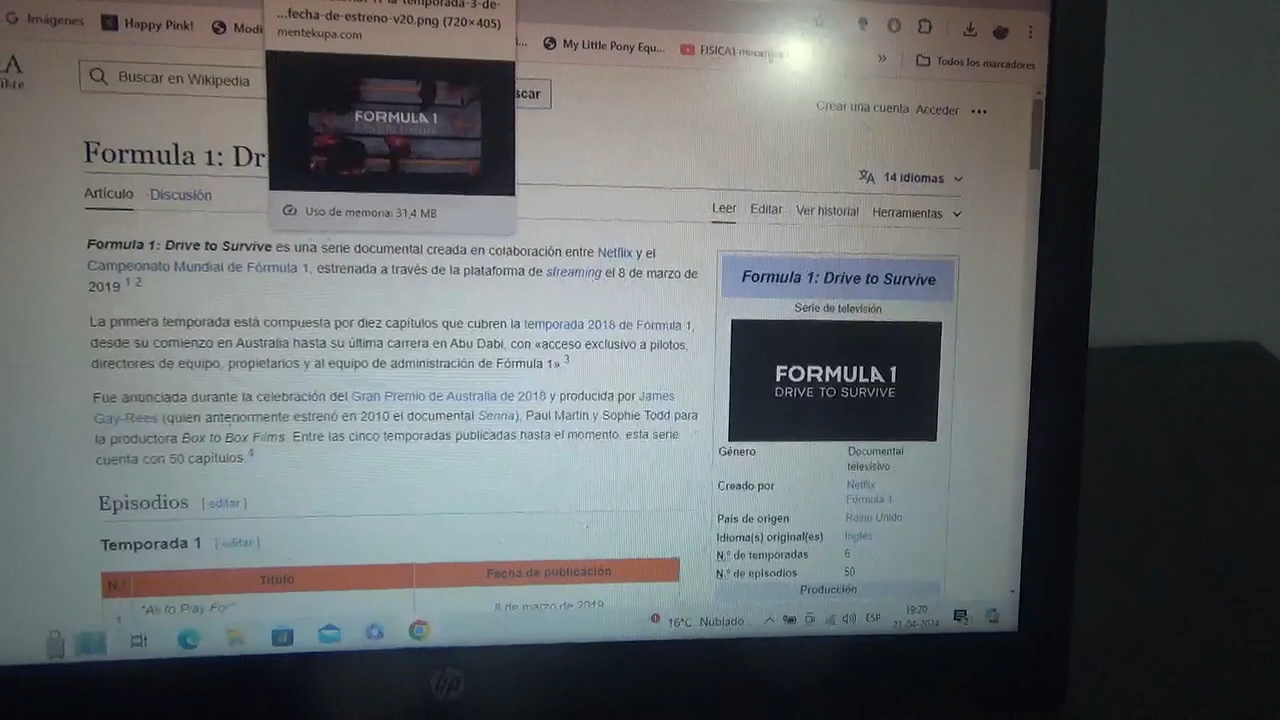 Imágenes
Happy Pink!
Modi
...fecha-de-estreno-v20.png (720×405)
mentekupa.com
My Little Pony Equ...
FISICA1
»
Todos los marcadores
Buscar en Wikipedia
scar
Crear una cuenta Acceder •••
FORMULA 1
Formula 1: Dr
14 idiomas
Artículo Discusión
Leer Editar Ver historial Herramientas
Uso de memoria: 31,4 MB
Formula 1: Drive to Survive es una serie documental creada en colaboración entre Netflix y el
Campeonato Mundial de Fórmula 1, estrenada a través de la plataforma de streaming el 8 de marzo de
2019.1 2
La primera temporada está compuesta por diez capítulos que cubren la temporada 2018 de Fórmula 1,
desde su comienzo en Australia hasta su última carrera en Abu Dabi, con «acceso exclusivo a pilotos,
directores de equipo, propietarios y al equipo de administración de Fórmula 1».3
Fue anunciada durante la celebración del Gran Premio de Australia de 2018 y producida por James
Gay-Rees (quien anteriormente estrenó en 2010 el documental Senna), Paul Martin y Sophie Todd para
la productora Box to Box Films. Entre las cinco temporadas publicadas hasta el momento, esta serie
cuenta con 50 capítulos.4
Formula 1: Drive to Survive
Serie de televisión
FORMULA 1
DRIVE TO SURVIVE
Género Documental
televisivo
Creado por Netflix
Fórmula 1
País de origen Reino Unido
Idioma(s) original(es) Inglés
N.º de temporadas 6
N.º de episodios 50
Producción
Episodios [ editar ]
Temporada 1 [ editar ]
N.º Título Fecha de publicación
8 de marzo de 2019
16°C Nublado
ESP
19:20
21-04-2024
hp